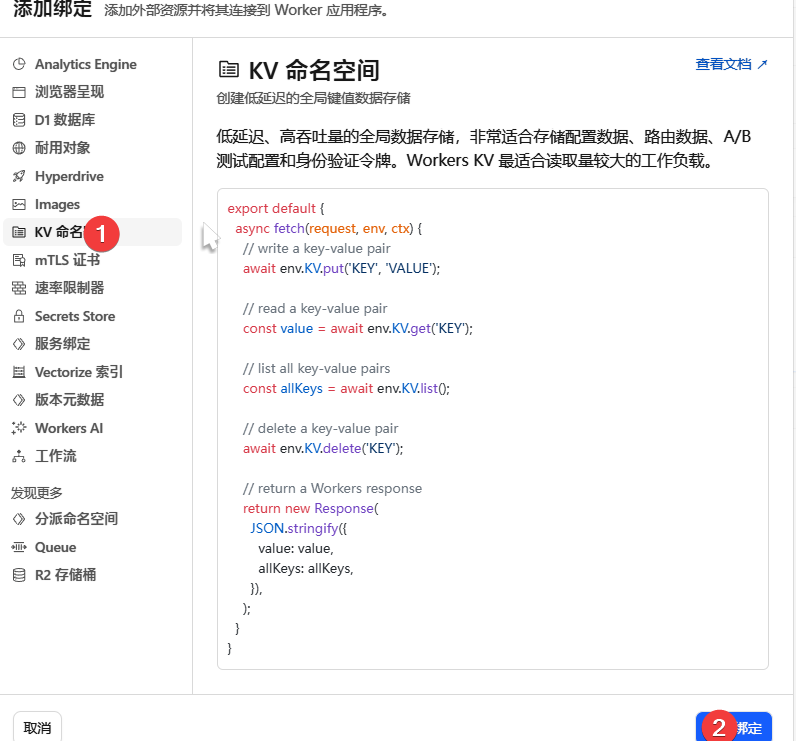 添加绑定 添加外部资源并将其连接到 Worker 应用程序。
Analytics Engine
浏览器呈现
D1 数据库
耐用对象
Hyperdrive
Images
KV 命名
1
mTLS 证书
速率限制器
Secrets Store
服务绑定
Vectorize 索引
版本元数据
Workers AI
工作流
发现更多
分派命名空间
Queue
R2 存储桶
KV 命名空间
查看文档
创建低延迟的全局键值数据存储
低延迟、高吞吐量的全局数据存储，非常适合存储配置数据、路由数据、A/B
测试配置和身份验证令牌。Workers KV 最适合读取量较大的工作负载。
export default {
async fetch(request, env, ctx) {
// write a key-value pair
await env.KV.put('KEY', 'VALUE');
// read a key-value pair
const value = await env.KV.get('KEY');
// list all key-value pairs
const allKeys = await env.KV.list();
// delete a key-value pair
await env.KV.delete('KEY');
// return a Workers response
return new Response(
JSON.stringify({
value: value,
allKeys: allKeys,
}),
);
}
}
取消
2
绑定